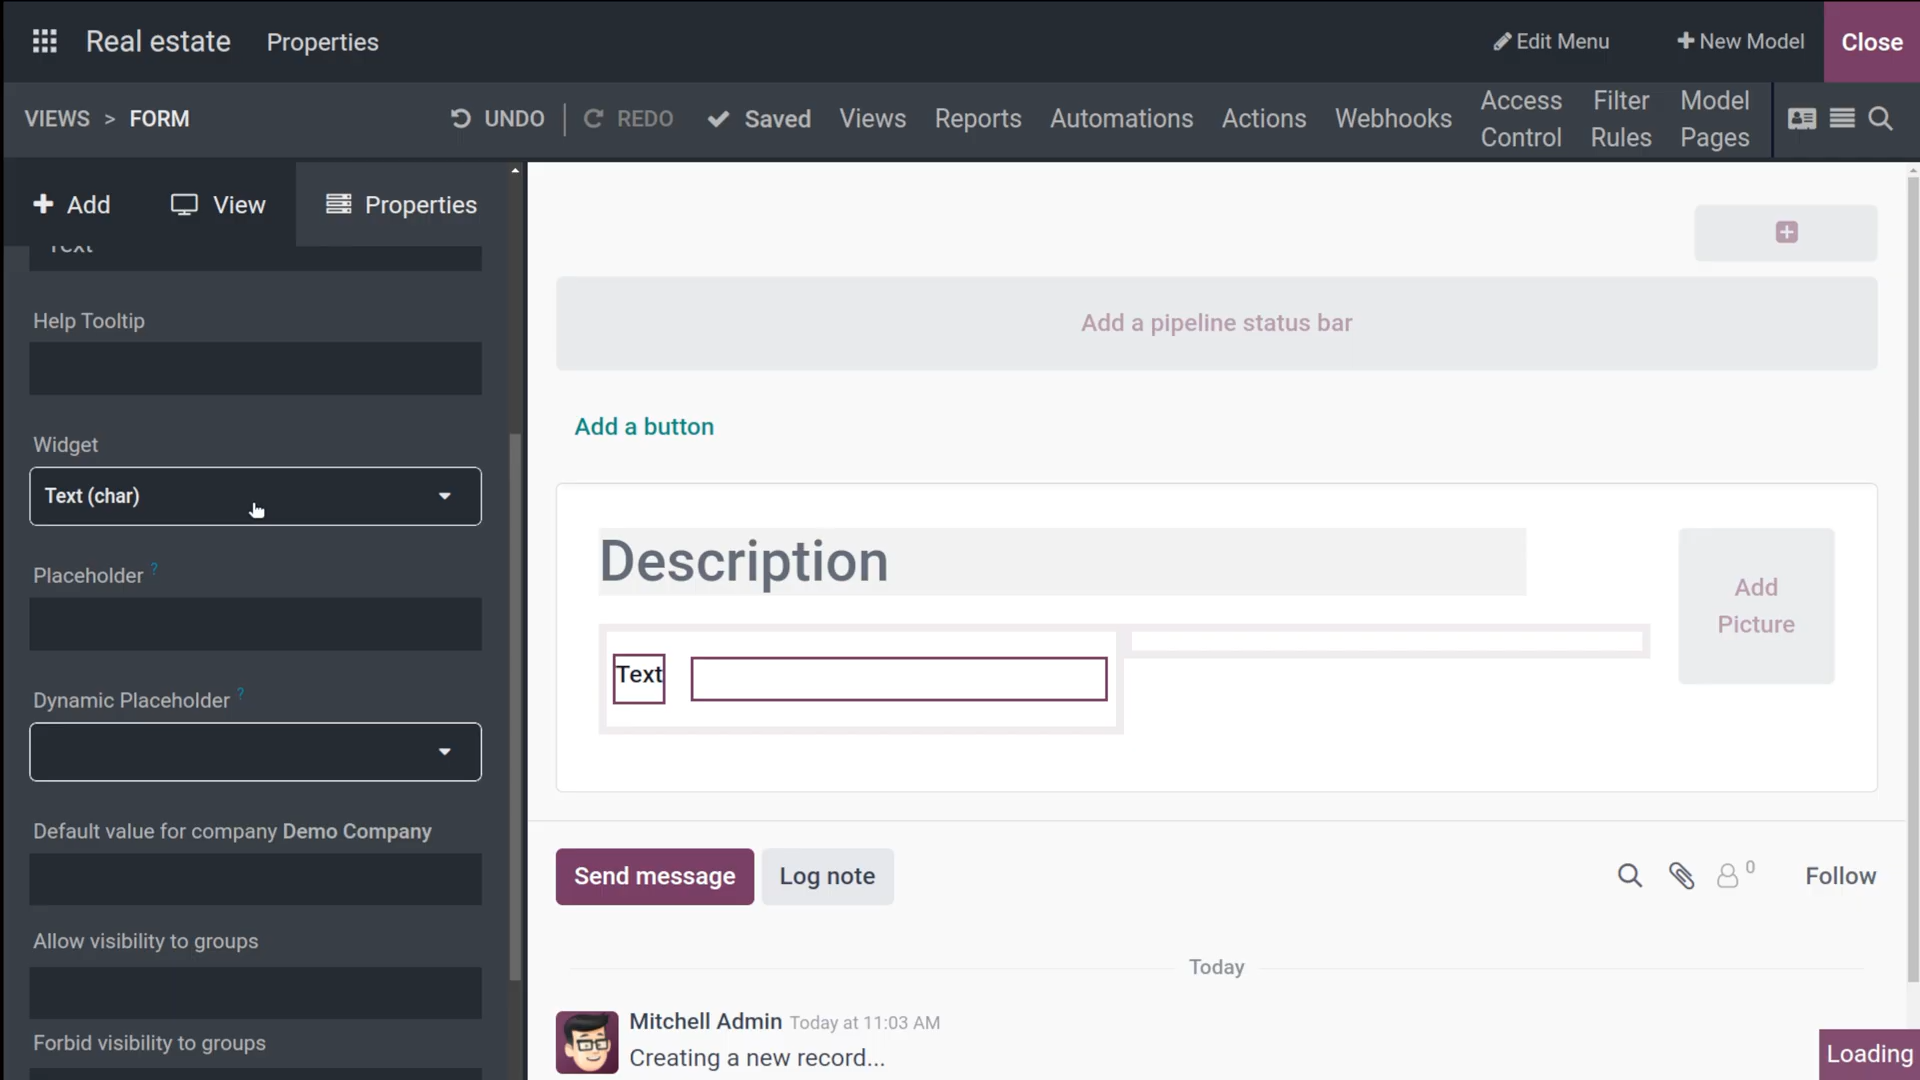 Real estate Properties Edit Menu New Model Close
VIEWS > FORM UNDO REDO Saved Views Reports Automations Actions Webhooks Access Control Filter Rules Model Pages
Add View Properties
Text
Help Tooltip
Widget
Text (char)
Placeholder ?
Dynamic Placeholder ?
Default value for company Demo Company
Allow visibility to groups
Forbid visibility to groups
Add a pipeline status bar
Add a button
Description
Add
Picture
Text
Send message Log note 0 Follow
Today
Mitchell Admin Today at 11:03 AM
Creating a new record...
Loading